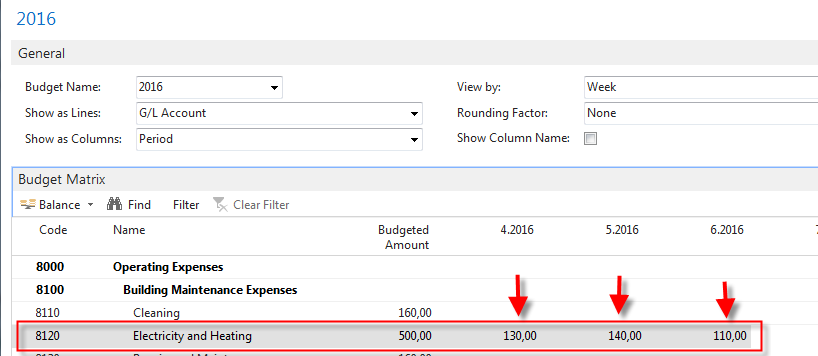 2016
General
Budget Name: 2016 View by: Week
Show as Lines: G/L Account Rounding Factor: None
Show as Columns: Period Show Column Name:
Budget Matrix
Balance Find Filter Clear Filter
Code Name Budgeted Amount 4.2016 5.2016 6.2016
8000 Operating Expenses
8100 Building Maintenance Expenses
8110 Cleaning 160,00
8120 Electricity and Heating 500,00 130,00 140,00 110,00